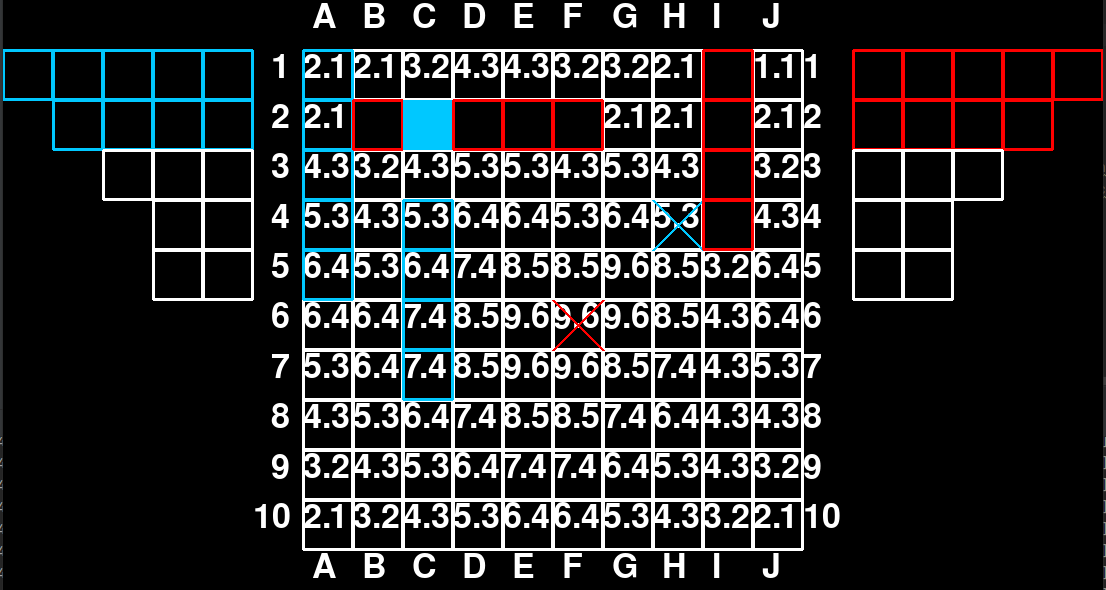 A B C D E F G H I J
1 2.1 2.1 3.2 4.3 4.3 3.2 3.2 2.1 1.1 1
2 2.1 2.1 2.1 2.1 2
3 4.3 3.2 4.3 5.3 5.3 4.3 5.3 4.3 3.2 3
4 5.3 4.3 5.3 6.4 6.4 5.3 6.4 5.3 4.3 4
5 6.4 5.3 6.4 7.4 8.5 8.5 9.6 8.5 3.2 6.4 5
6 6.4 6.4 7.4 8.5 9.6 9.6 9.6 8.5 4.3 6.4 6
7 5.3 6.4 7.4 8.5 9.6 9.6 8.5 7.4 4.3 5.3 7
8 4.3 5.3 6.4 7.4 8.5 8.5 7.4 6.4 4.3 4.3 8
9 3.2 4.3 5.3 6.4 7.4 7.4 6.4 5.3 4.3 3.2 9
10 2.1 3.2 4.3 5.3 6.4 6.4 5.3 4.3 3.2 2.1 10
A B C D E F G H I J